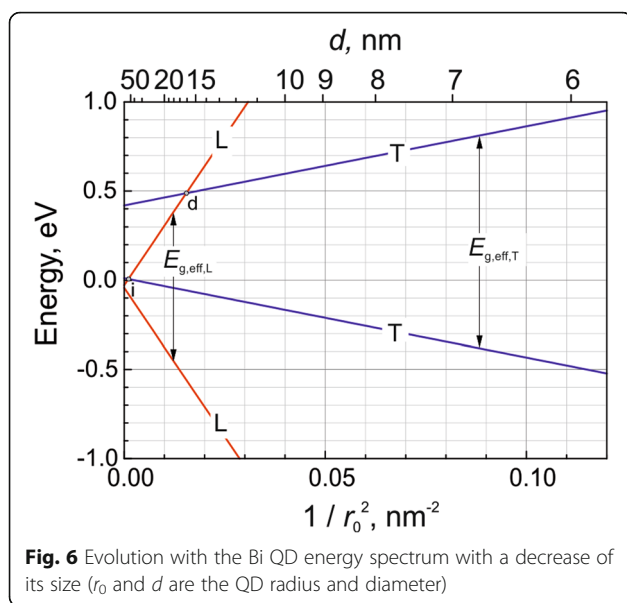 d, nm
50 20 15 10 9 8 7 6
1.0
L
T
0.5
d
Energy, eV
E g,eff,L
E g,eff,T
0.0
i
T
-0.5
L
-1.0
0.00 0.05 0.10
1 / r₀², nm⁻²
Fig. 6 Evolution with the Bi QD energy spectrum with a decrease of
its size (r₀ and d are the QD radius and diameter)